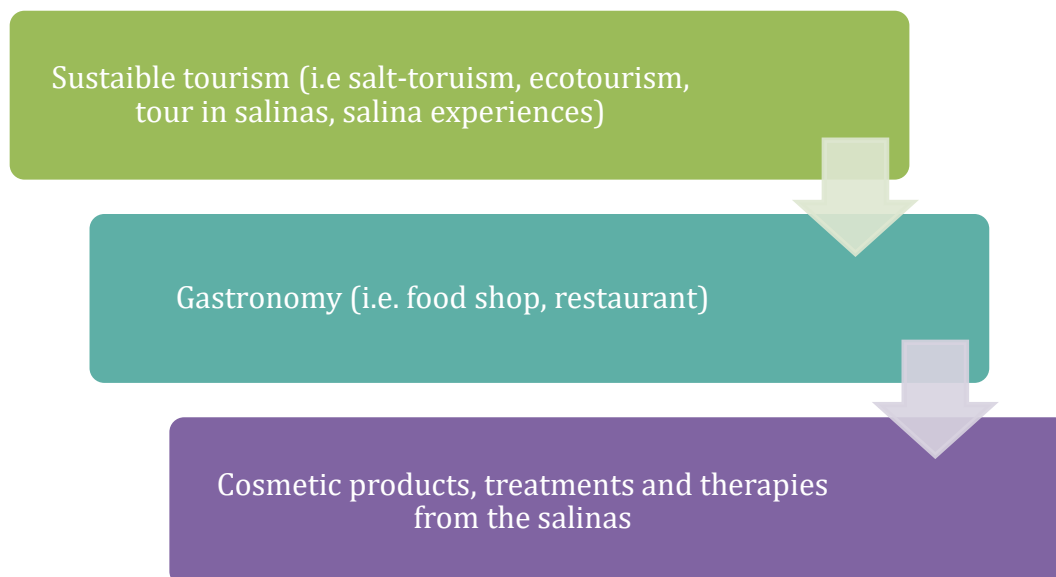 Sustaible tourism (i.e salt-toruism, ecotourism,
tour in salinas, salina experiences)
Gastronomy (i.e. food shop, restaurant)
Cosmetic products, treatments and therapies
from the salinas